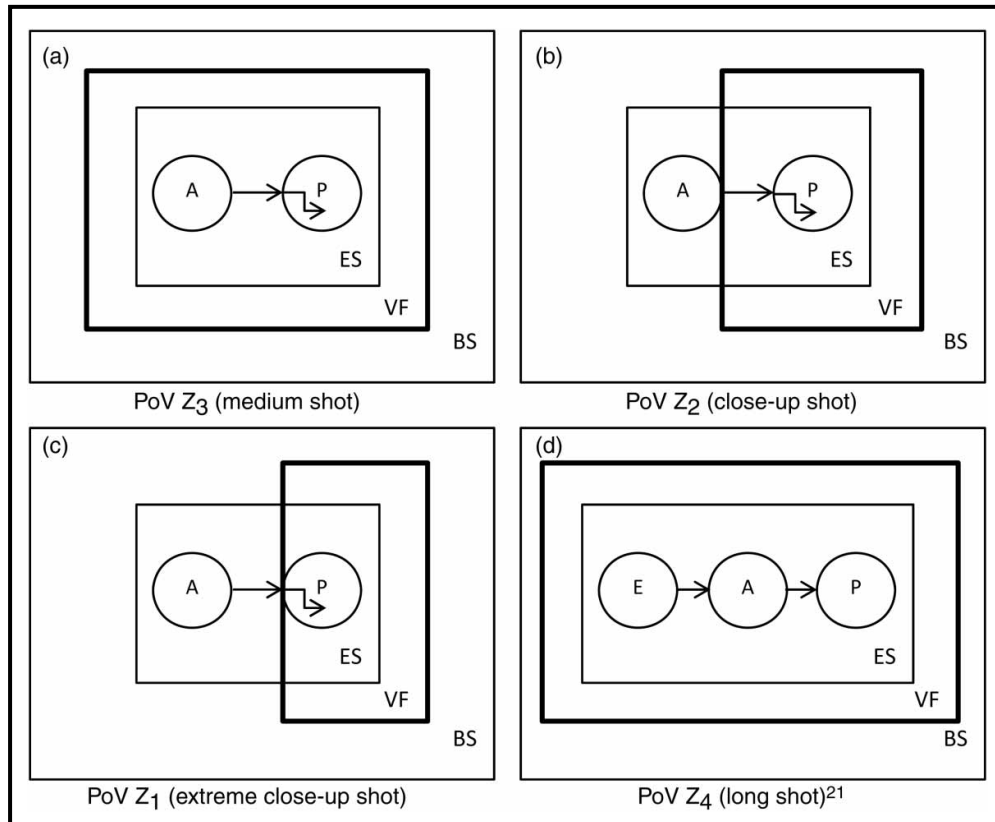 (a)
A
P
ES
VF
BS
PoV Z3 (medium shot)
(b)
A
P
ES
VF
BS
PoV Z2 (close-up shot)
(c)
A
P
ES
VF
BS
PoV Z1 (extreme close-up shot)
(d)
E
A
P
ES
VF
BS
PoV Z4 (long shot)21